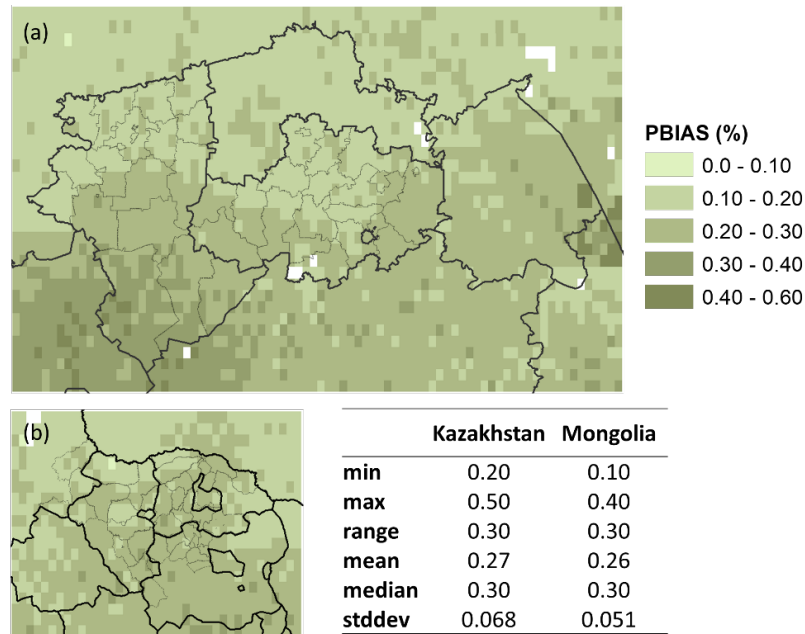 (a)
PBIAS (%)
0.0 - 0.10
0.10 - 0.20
0.20 - 0.30
0.30 - 0.40
0.40 - 0.60
(b)
Kazakhstan Mongolia
min 0.20 0.10
max 0.50 0.40
range 0.30 0.30
mean 0.27 0.26
median 0.30 0.30
stddev 0.068 0.051